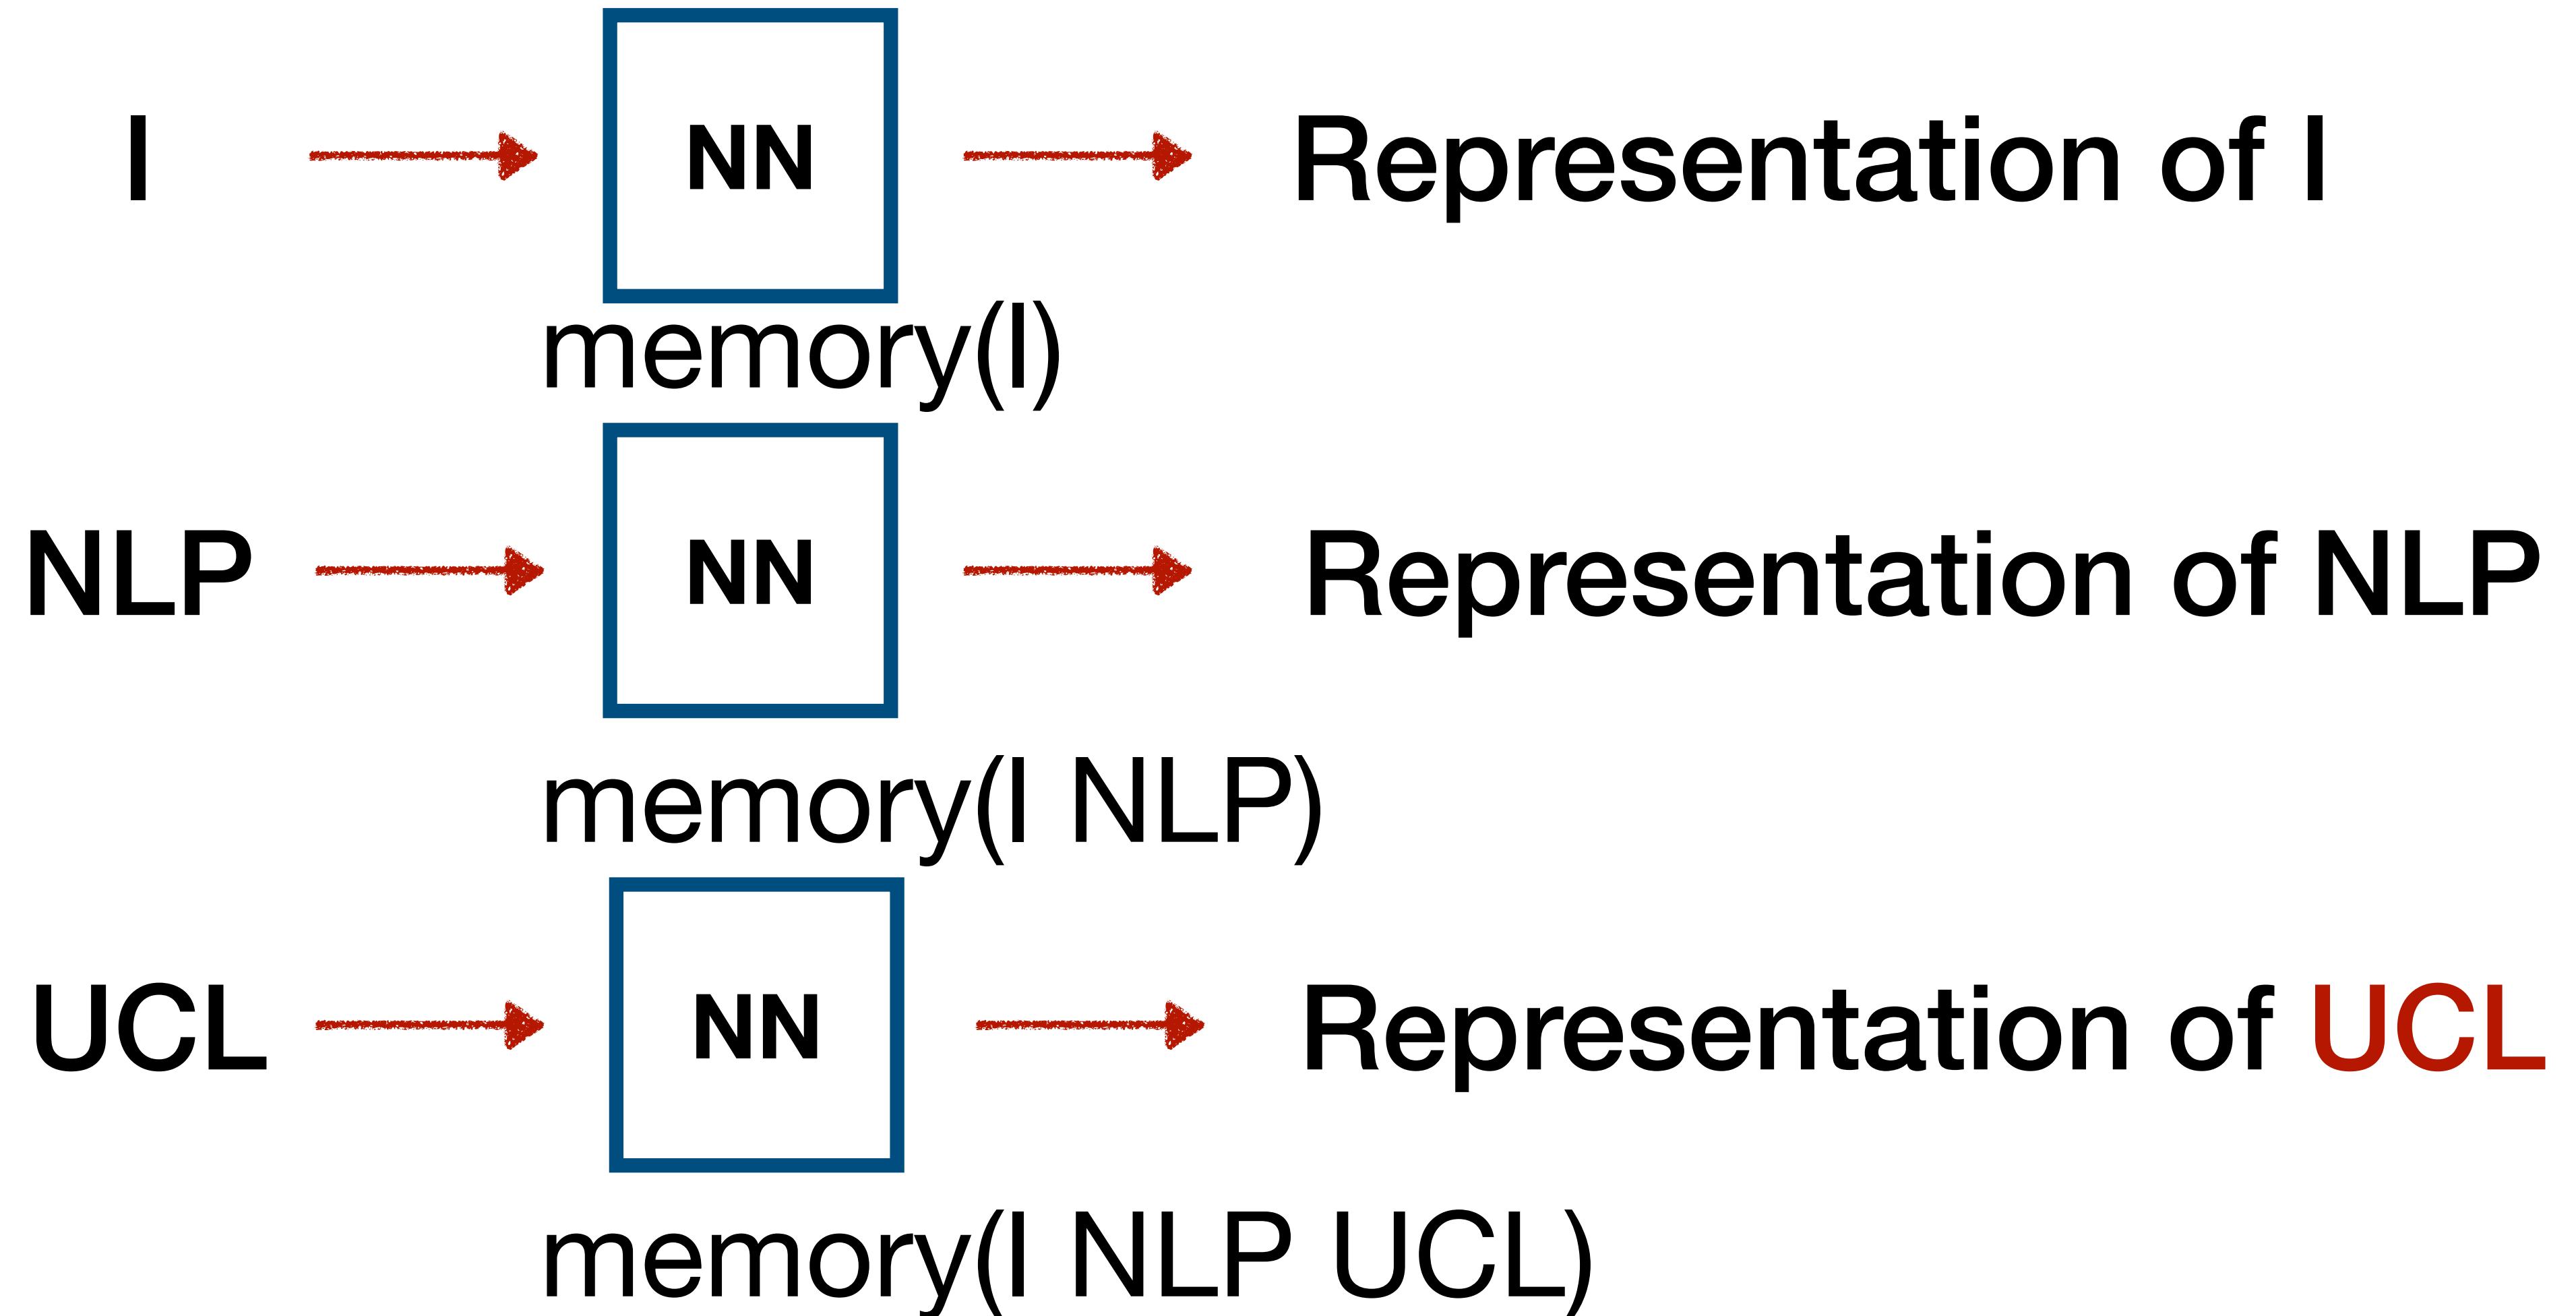 I NN Representation of I
memory(I)
NLP NN Representation of NLP
memory(I NLP)
UCL NN Representation of UCL
memory(I NLP UCL)